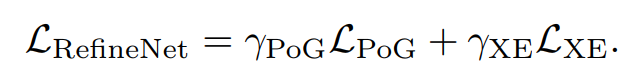 ℒ_RefineNet = γ_PoG ℒ_PoG + γ_XE ℒ_XE.